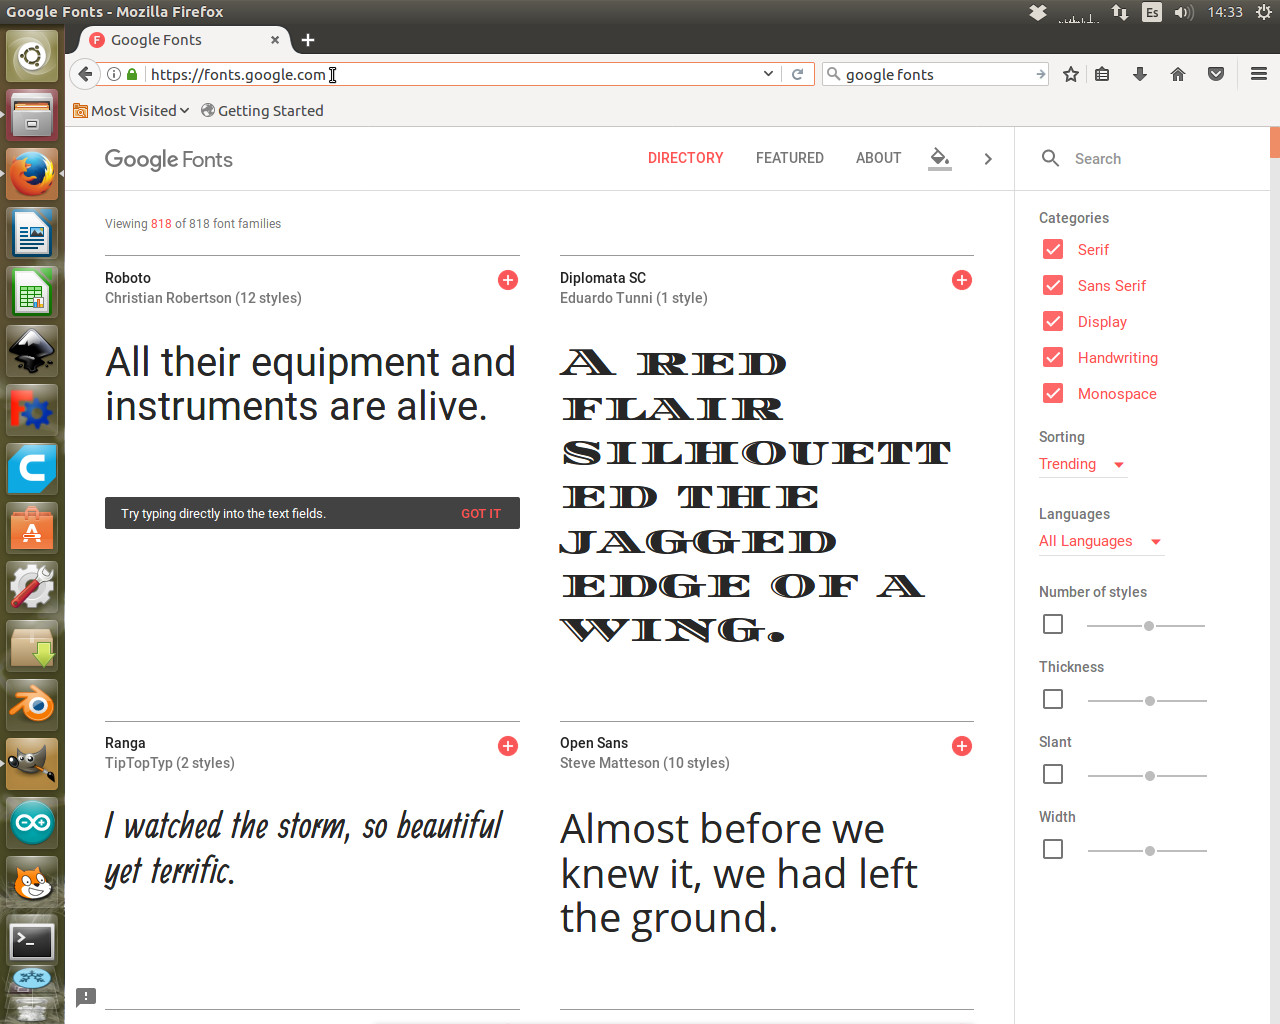 Google Fonts - Mozilla Firefox
Es
14:33
Google Fonts
https://fonts.google.com
google fonts
Most Visited
Getting Started
Google Fonts
DIRECTORY
FEATURED
ABOUT
Search
Viewing 818 of 818 font families
Roboto
Christian Robertson (12 styles)
All their equipment and
instruments are alive.
Try typing directly into the text fields.
GOT IT
Diplomata SC
Eduardo Tunni (1 style)
A RED
FLAIR
SILHOUETT
ED THE
JAGGED
EDGE OF A
WING.
Ranga
TipTopTyp (2 styles)
I watched the storm, so beautiful
yet terrific.
Open Sans
Steve Matteson (10 styles)
Almost before we
knew it, we had left
the ground.
Categories
Serif
Sans Serif
Display
Handwriting
Monospace
Sorting
Trending
Languages
All Languages
Number of styles
Thickness
Slant
Width